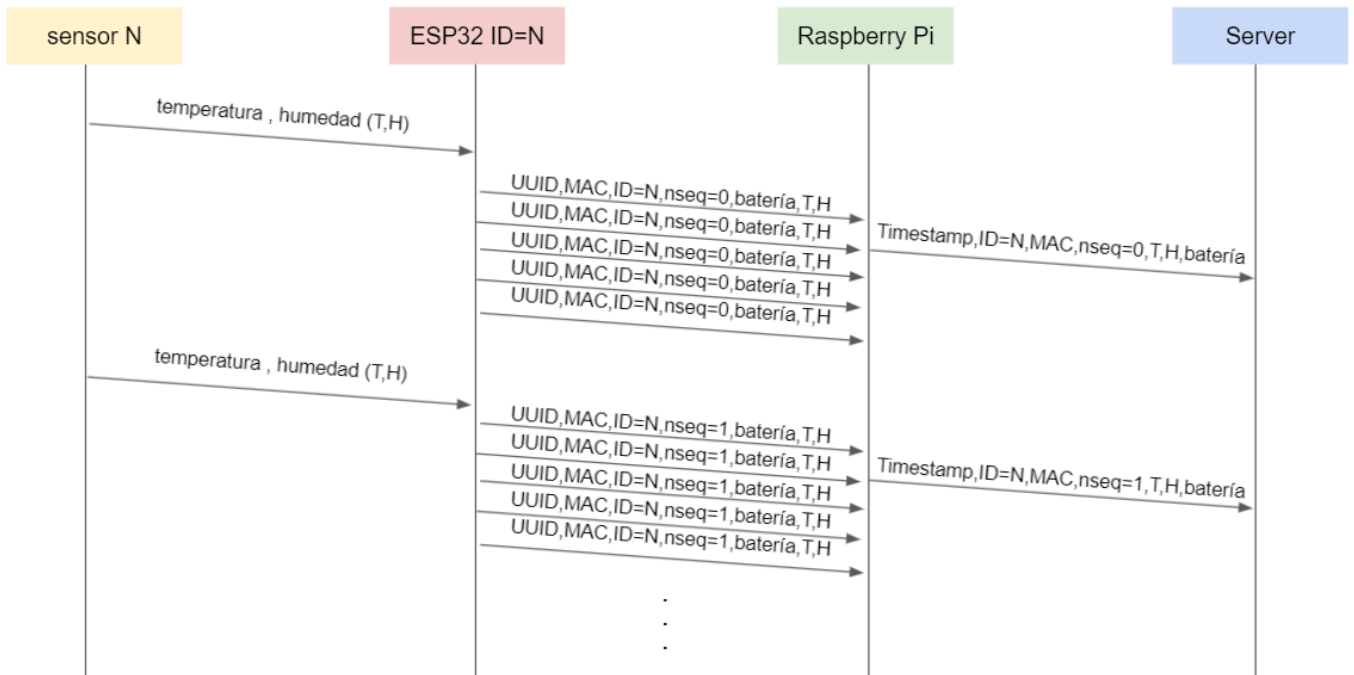 sensor N
ESP32 ID=N
Raspberry Pi
Server
temperatura , humedad (T,H)
UUID,MAC,ID=N,nseq=0,batería,T,H
UUID,MAC,ID=N,nseq=0,batería,T,H
Timestamp,ID=N,MAC,nseq=0,T,H,batería
UUID,MAC,ID=N,nseq=0,batería,T,H
UUID,MAC,ID=N,nseq=0,batería,T,H
UUID,MAC,ID=N,nseq=0,batería,T,H
temperatura , humedad (T,H)
UUID,MAC,ID=N,nseq=1,batería,T,H
UUID,MAC,ID=N,nseq=1,batería,T,H
Timestamp,ID=N,MAC,nseq=1,T,H,batería
UUID,MAC,ID=N,nseq=1,batería,T,H
UUID,MAC,ID=N,nseq=1,batería,T,H
UUID,MAC,ID=N,nseq=1,batería,T,H
.
.
.